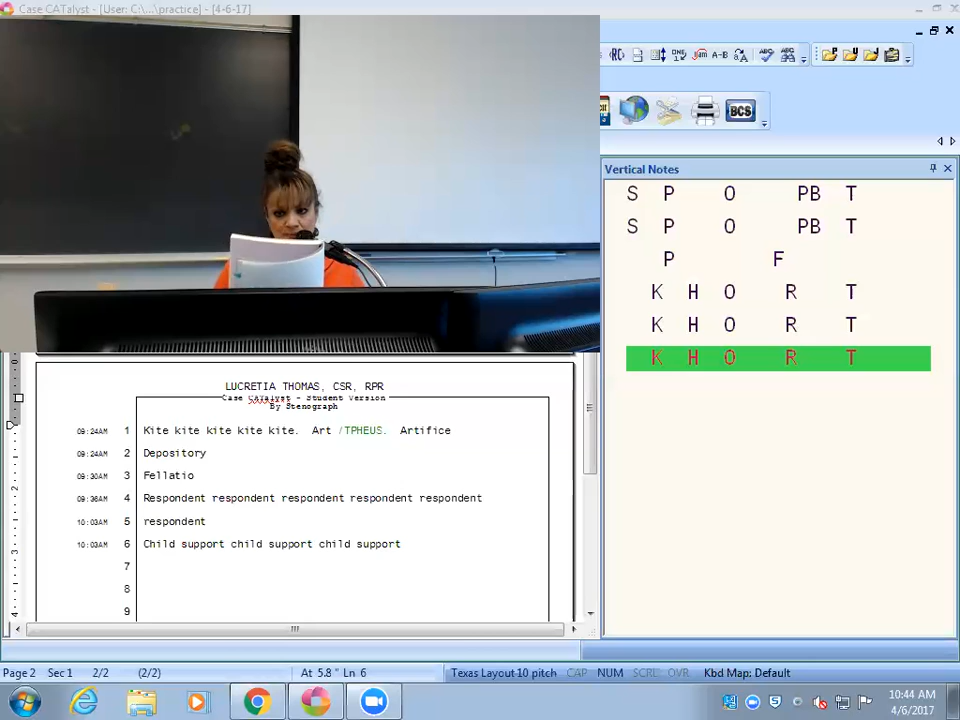 Case CATalyst - [User: C:\...\practice] - [4-6-17]
BCS
Vertical Notes
S P O PB T
S P O PB T
P F
K H O R T
K H O R T
K H O R T
LUCRETIA THOMAS, CSR, RPR
Case CATalyst - Student Version
By Stenograph
09:24AM 1 Kite kite kite kite kite. Art /TPHEUS. Artifice
09:24AM 2 Depository
09:30AM 3 Fellatio
09:36AM 4 Respondent respondent respondent respondent respondent
10:03AM 5 respondent
10:03AM 6 Child support child support child support
7
8
9
Page 2 Sec 1 2/2 (2/2) At 5.8 " Ln 6 Texas Layout 10 pitch CAP NUM SCRL OVR Kbd Map: Default
10:44 AM
4/6/2017